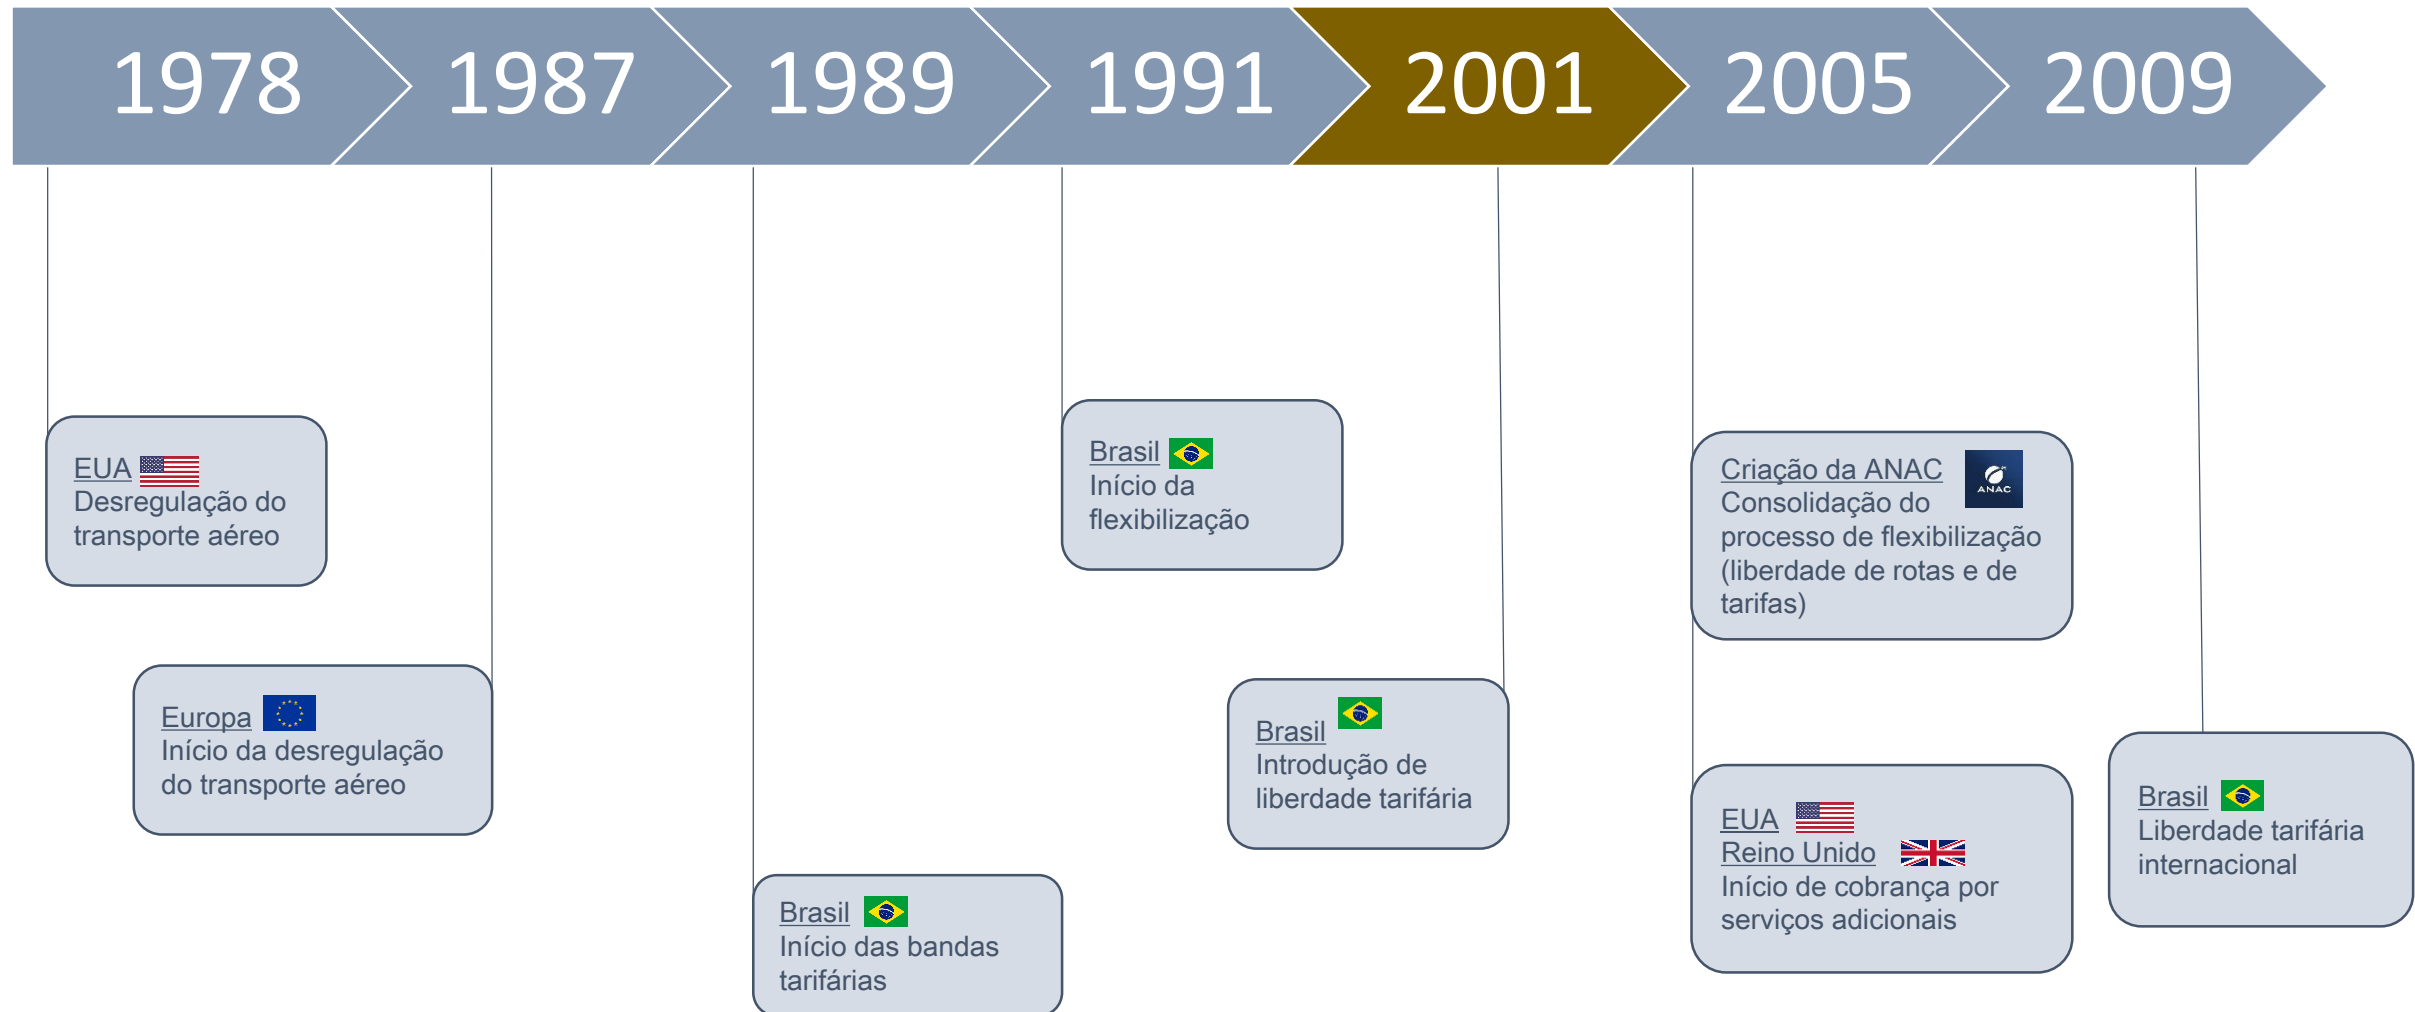 1978
1987
1989
1991
2001
2005
2009
EUA
Desregulação do
transporte aéreo
Europa
Início da desregulação
do transporte aéreo
Brasil
Início das bandas
tarifárias
Brasil
Início da
flexibilização
Brasil
Introdução de
liberdade tarifária
Criação da ANAC
ANAC
Consolidação do
processo de flexibilização
(liberdade de rotas e de
tarifas)
EUA
Reino Unido
Início de cobrança por
serviços adicionais
Brasil
Liberdade tarifária
internacional